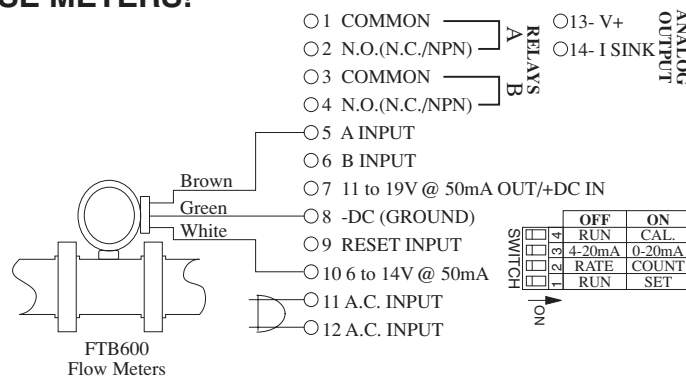 SE METERS:
1 COMMON
2 N.O.(N.C./NPN)
A
3 COMMON
4 N.O.(N.C./NPN)
B
RELAYS
13- V+
14- I SINK
ANALOG
OUTPUT
5 A INPUT
6 B INPUT
7 11 to 19V @ 50mA OUT/+DC IN
8 -DC (GROUND)
9 RESET INPUT
10 6 to 14V @ 50mA
11 A.C. INPUT
12 A.C. INPUT
Brown
Green
White
FTB600
Flow Meters
SWITCH
OFF ON
4 RUN CAL.
3 4-20mA 0-20mA
2 RATE COUNT
1 RUN SET
ON